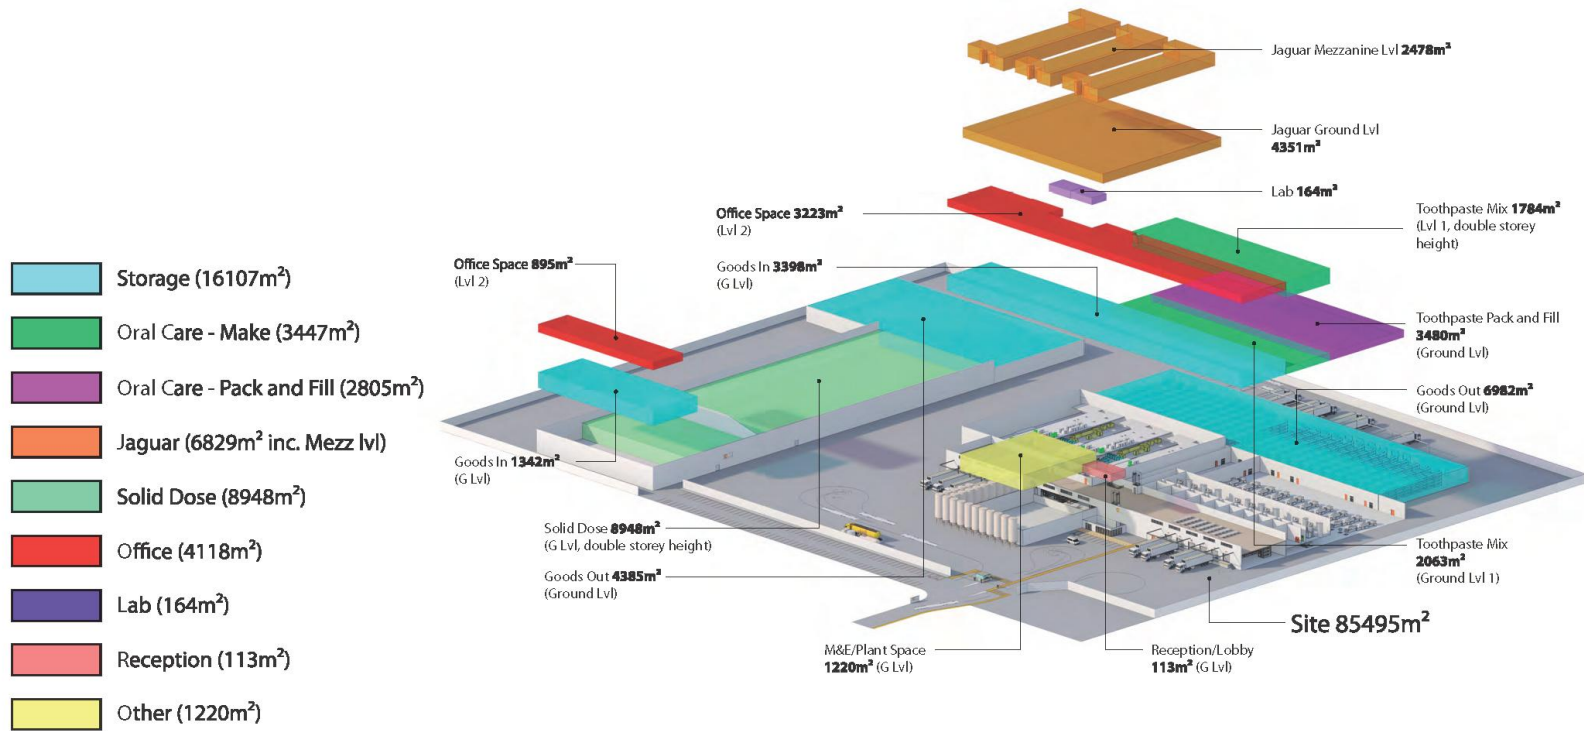 Storage (16107m²)
Oral Care - Make (3447m²)
Oral Care - Pack and Fill (2805m²)
Jaguar (6829m² inc. Mezz lvl)
Solid Dose (8948m²)
Office (4118m²)
Lab (164m²)
Reception (113m²)
Other (1220m²)
Office Space 895m²
(Lvl 2)
Goods In 1342m²
(G Lvl)
Office Space 3223m²
(Lvl 2)
Goods In 3398m²
(G Lvl)
Solid Dose 8948m²
(G Lvl, double storey height)
Goods Out 4385m²
(Ground Lvl)
M&E/Plant Space
1220m² (G Lvl)
Reception/Lobby
113m² (G Lvl)
Jaguar Mezzanine Lvl 2478m²
Jaguar Ground Lvl
4351m²
Lab 164m²
Toothpaste Mix 1784m²
(Lvl 1, double storey
height)
Toothpaste Pack and Fill
3480m²
(Ground Lvl)
Goods Out 6982m²
(Ground Lvl)
Toothpaste Mix
2063m²
(Ground Lvl 1)
Site 85495m²